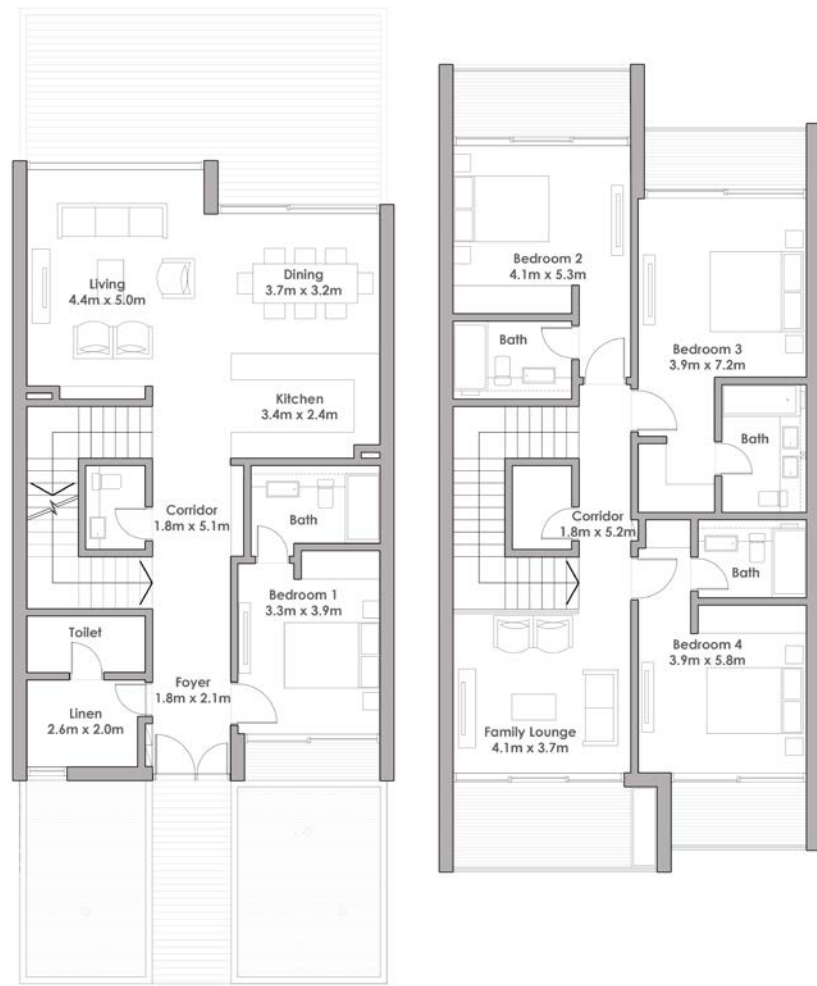 Living
4.4m x 5.0m
Dining
3.7m x 3.2m
Kitchen
3.4m x 2.4m
Corridor
1.8m x 5.1m
Bath
Bedroom 1
3.3m x 3.9m
Toilet
Foyer
1.8m x 2.1m
Linen
2.6m x 2.0m
Bedroom 2
4.1m x 5.3m
Bath
Bedroom 3
3.9m x 7.2m
Bath
Corridor
1.8m x 5.2m
Bath
Bedroom 4
3.9m x 5.8m
Family Lounge
4.1m x 3.7m